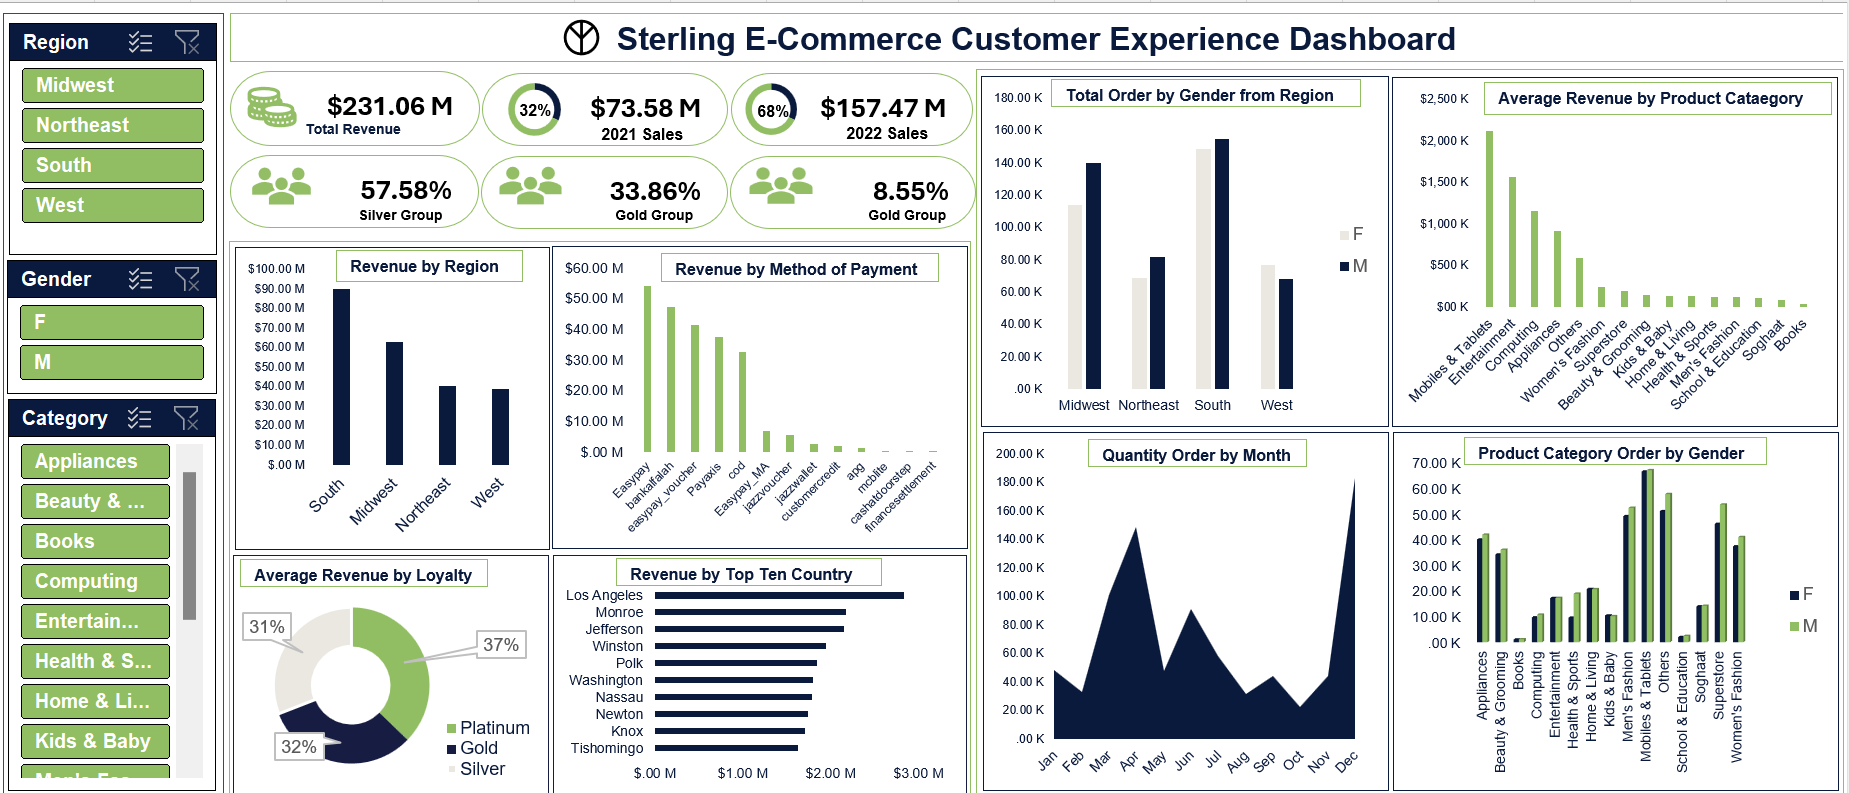 Sterling E-Commerce Customer Experience Dashboard
Region
Midwest
Northeast
South
West
Gender
F
M
Category
Appliances
Beauty & ...
Books
Computing
Entertain...
Health & S...
Home & Li...
Kids & Baby
$231.06 M
Total Revenue
32%
$73.58 M
2021 Sales
68%
$157.47 M
2022 Sales
57.58%
Silver Group
33.86%
Gold Group
8.55%
Gold Group
Revenue by Region
$100.00 M
$90.00 M
$80.00 M
$70.00 M
$60.00 M
$50.00 M
$40.00 M
$30.00 M
$20.00 M
$10.00 M
$.00 M
South
Midwest
Northeast
West
Revenue by Method of Payment
$60.00 M
$50.00 M
$40.00 M
$30.00 M
$20.00 M
$10.00 M
$.00 M
Easypay
bankalfalah
easypay_voucher
Payaxis
cod
Easypay_MA
jazzvoucher
jazzwallet
customercredit
apg
mcblite
cashatdoorstep
financesettlement
Average Revenue by Loyalty
31%
37%
32%
Platinum
Gold
Silver
Revenue by Top Ten Country
Los Angeles
Monroe
Jefferson
Winston
Polk
Washington
Nassau
Newton
Knox
Tishomingo
$.00 M
$1.00 M
$2.00 M
$3.00 M
Total Order by Gender from Region
180.00 K
160.00 K
140.00 K
120.00 K
100.00 K
80.00 K
60.00 K
40.00 K
20.00 K
.00 K
Midwest
Northeast
South
West
F
M
Average Revenue by Product Cataegory
$2,500 K
$2,000 K
$1,500 K
$1,000 K
$500 K
$00 K
Mobiles & Tablets
Entertainment
Computing
Appliances
Others
Women's Fashion
Superstore
Beauty & Grooming
Kids & Baby
Home & Living
Health & Sports
Men's Fashion
School & Education
Soghaat
Books
Quantity Order by Month
200.00 K
180.00 K
160.00 K
140.00 K
120.00 K
100.00 K
80.00 K
60.00 K
40.00 K
20.00 K
.00 K
Jan
Feb
Mar
Apr
May
Jun
Jul
Aug
Sep
Oct
Nov
Dec
Product Category Order by Gender
70.00 K
60.00 K
50.00 K
40.00 K
30.00 K
20.00 K
10.00 K
.00 K
Appliances
Beauty & Grooming
Books
Computing
Entertainment
Health & Sports
Home & Living
Kids & Baby
Men's Fashion
Mobiles & Tablets
Others
School & Education
Soghaat
Superstore
Women's Fashion
F
M